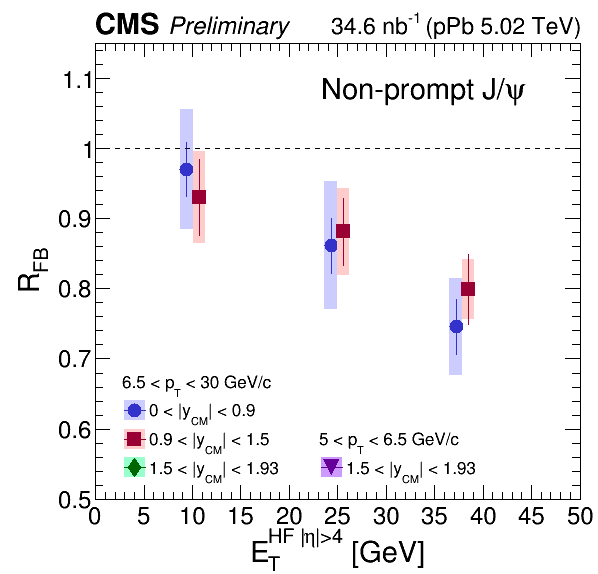 CMS Preliminary 34.6 nb⁻¹ (pPb 5.02 TeV)
Non-prompt J/ψ
1.1
1
0.9
0.8
0.7
0.6
0.5
R_FB
6.5 < p_T < 30 GeV/c
0 < |y_CM| < 0.9
0.9 < |y_CM| < 1.5
1.5 < |y_CM| < 1.93
5 < p_T < 6.5 GeV/c
1.5 < |y_CM| < 1.93
0 5 10 15 20 25 30 35 40 45 50
E_T^HF |η|>4 [GeV]